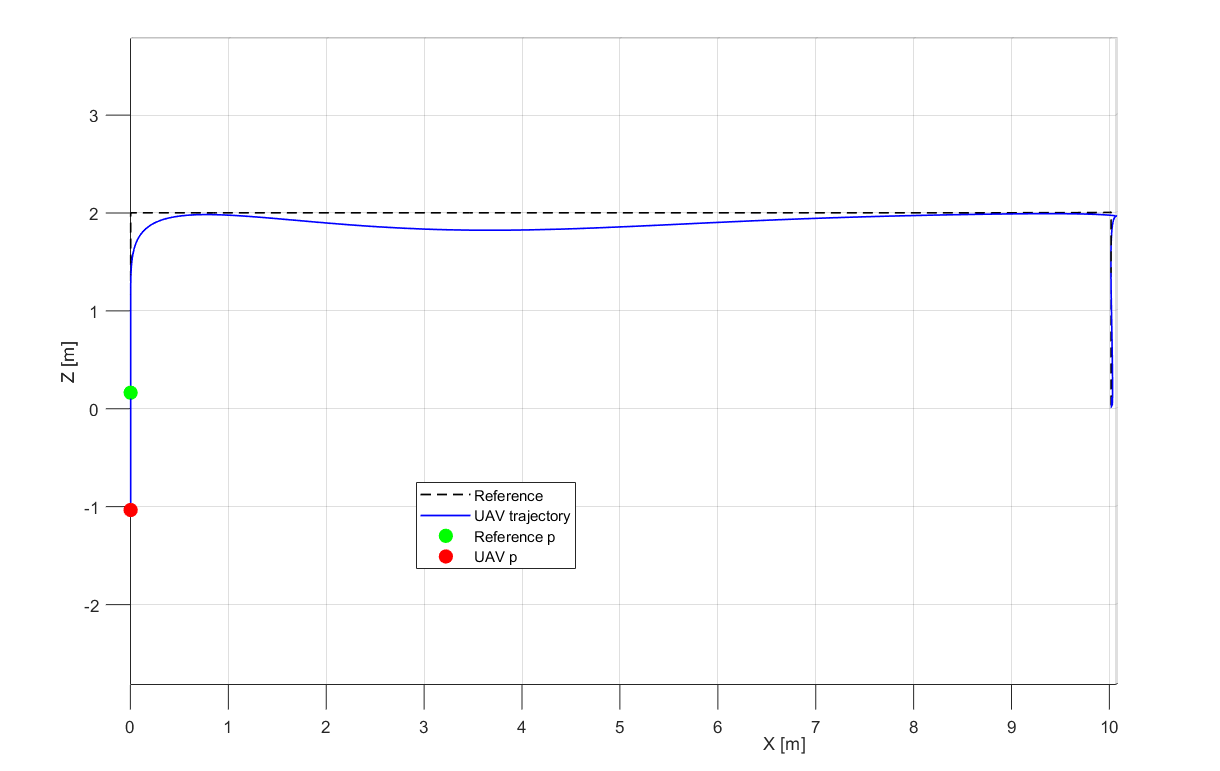 3
2
1
0
-1
-2
Z [m]
Reference
UAV trajectory
Reference p
UAV p
0 1 2 3 4 5 6 7 8 9 10
X [m]